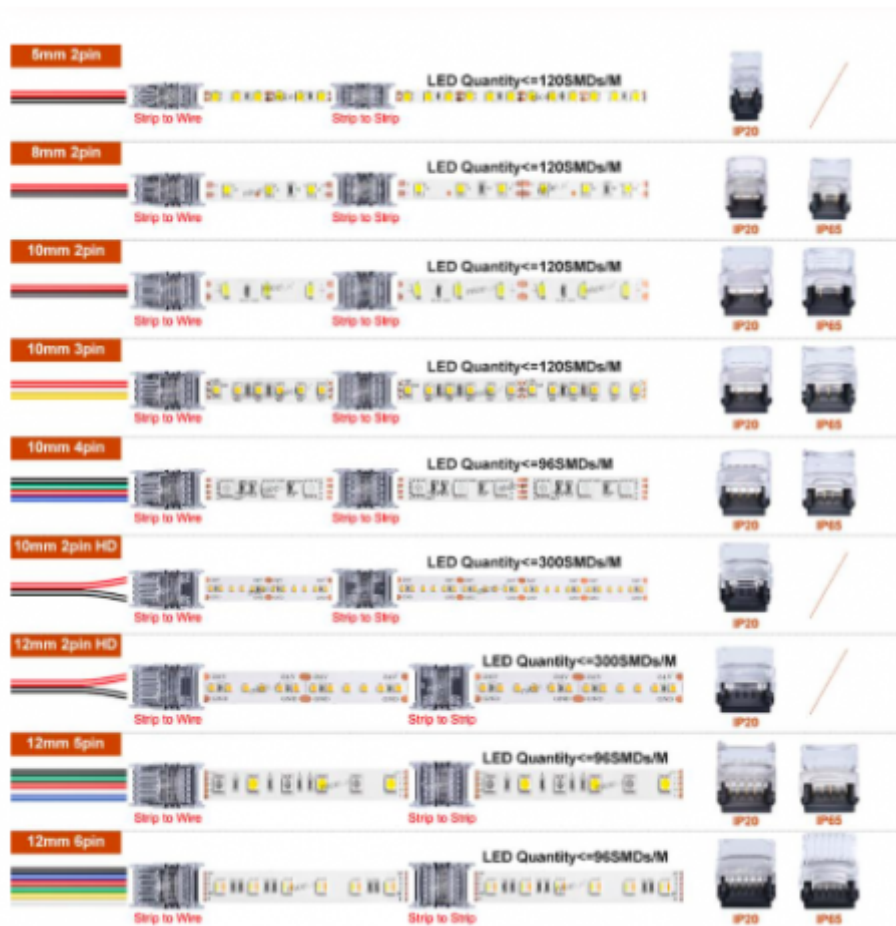 5mm 2pin
LED Quantity<=120SMDs/M
Strip to Wire
Strip to Strip
IP20
8mm 2pin
LED Quantity<=120SMDs/M
Strip to Wire
Strip to Strip
IP20
IP65
10mm 2pin
LED Quantity<=120SMDs/M
Strip to Wire
Strip to Strip
IP20
IP65
10mm 3pin
LED Quantity<=120SMDs/M
Strip to Wire
Strip to Strip
IP20
IP65
10mm 4pin
LED Quantity<=96SMDs/M
Strip to Wire
Strip to Strip
IP20
IP65
10mm 2pin HD
LED Quantity<=300SMDs/M
Strip to Wire
Strip to Strip
IP20
12mm 2pin HD
LED Quantity<=300SMDs/M
Strip to Wire
Strip to Strip
IP20
12mm 5pin
LED Quantity<=96SMDs/M
Strip to Wire
Strip to Strip
IP20
IP65
12mm 6pin
LED Quantity<=96SMDs/M
Strip to Wire
Strip to Strip
IP20
IP65